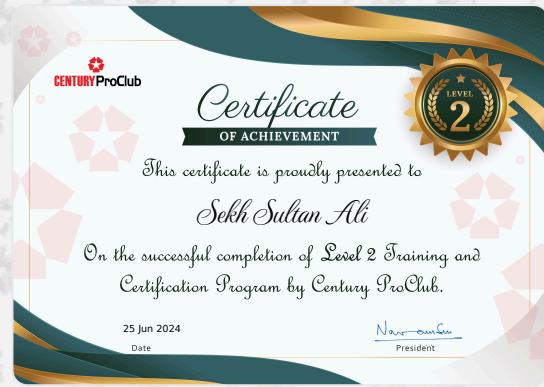 CENTURY ProClub
Certificate
OF ACHIEVEMENT
LEVEL
2
This certificate is proudly presented to
Sekh Sultan Ali
On the successful completion of Level 2 Training and
Certification Program by Century ProClub.
25 Jun 2024
Date
President